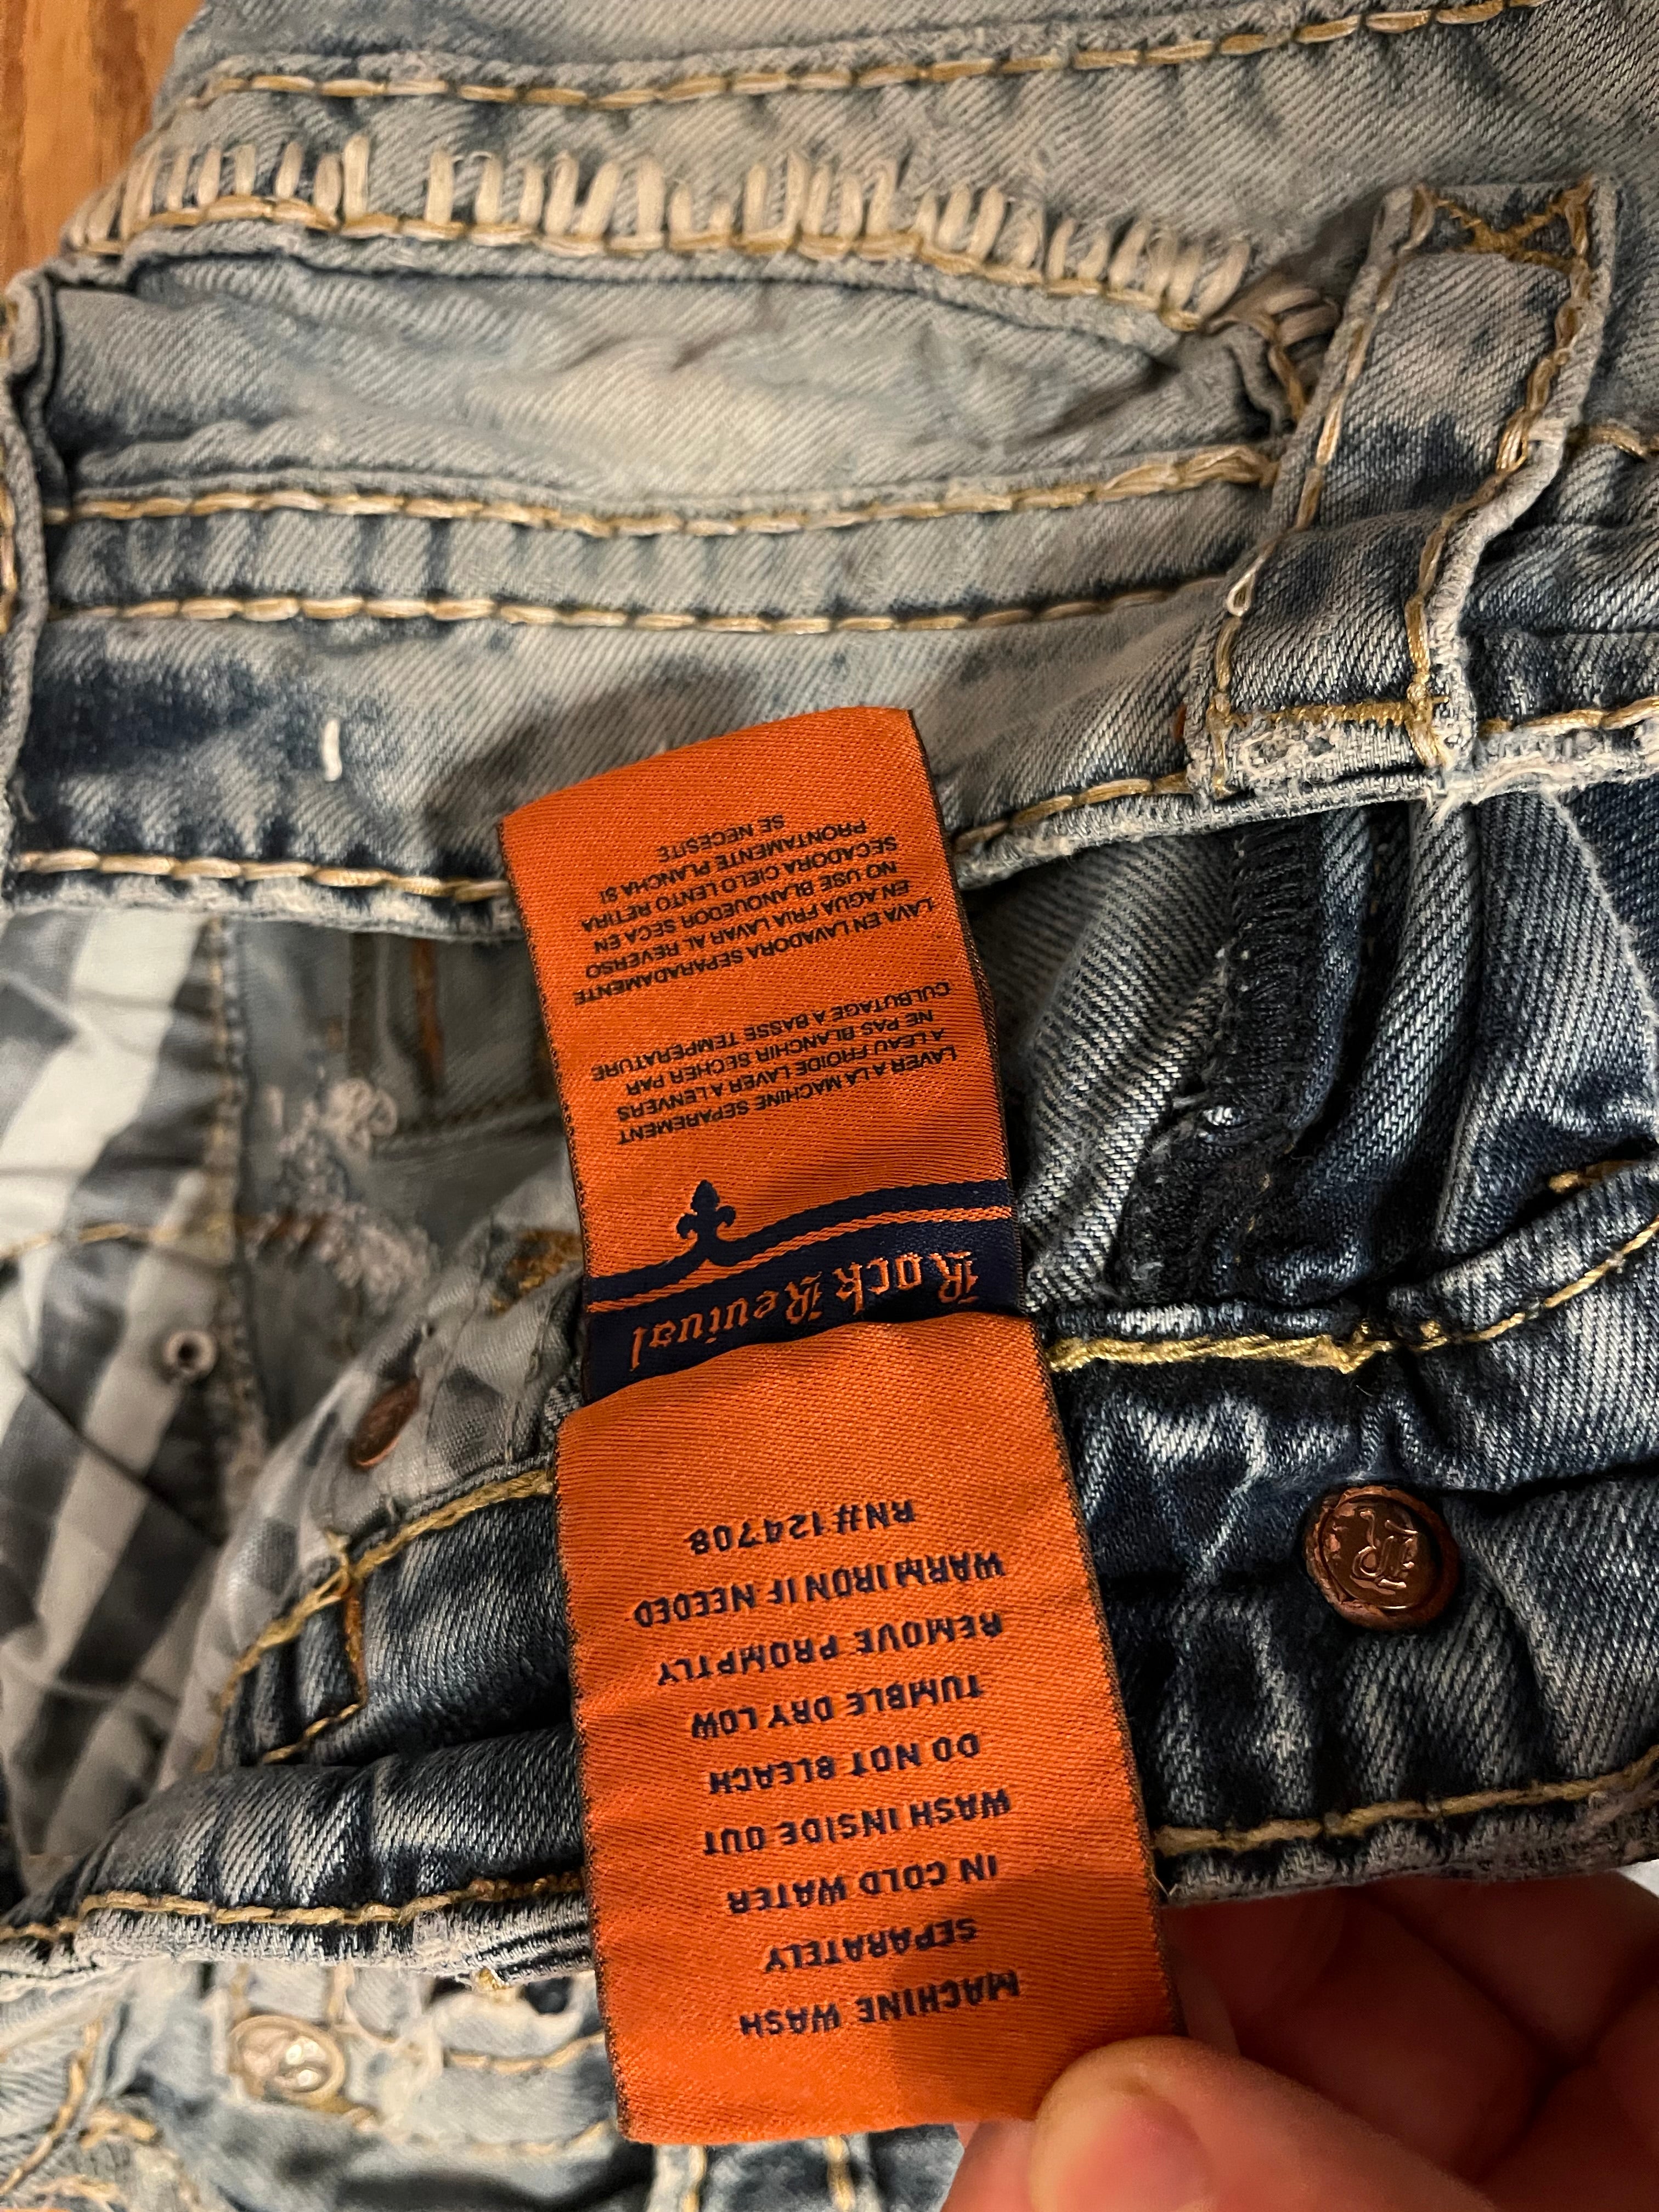 MACHINE WASH
SEPARATELY
IN COLD WATER
WASH INSIDE OUT
DO NOT BLEACH
TUMBLE DRY LOW
REMOVE PROMPTLY
WARM IRON IF NEEDED
RN#124708
Rock Revival
LAVER A LA MACHINE SEPAREMENT
A LEAU FROIDE LAVER A LENVERS
NE PAS BLANCHIR SECHER PAR
CULBUTAGE A BASSE TEMPERATURE
LAVA EN LAVADORA SEPARADAMENTE
EN AGUA FRIA LAVAR AL REVERSO
NO USE BLANQUEDOR SECA EN
SECADORA CIELO LENTO RETIRA
PRONTAMENTE PLANCHA SI
SE NECESITE
R